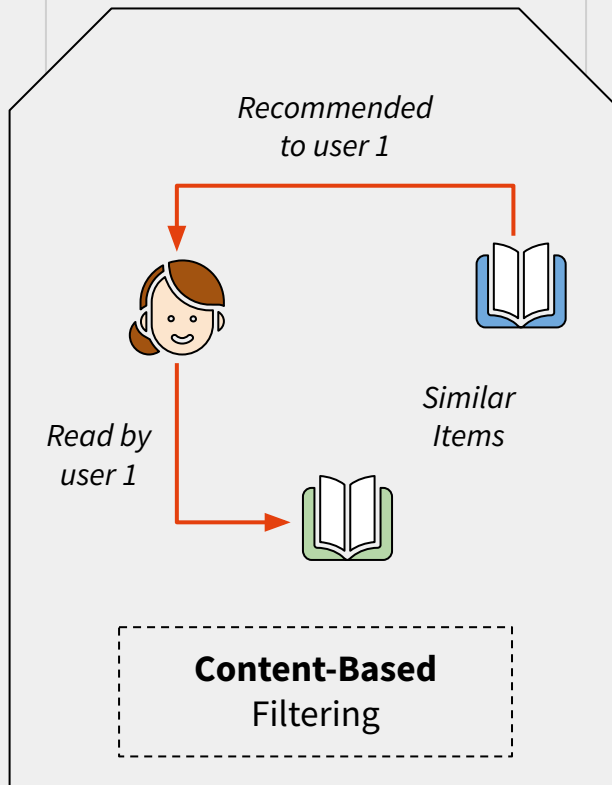 Recommended
to user 1
Similar
Items
Read by
user 1
Content-Based
Filtering